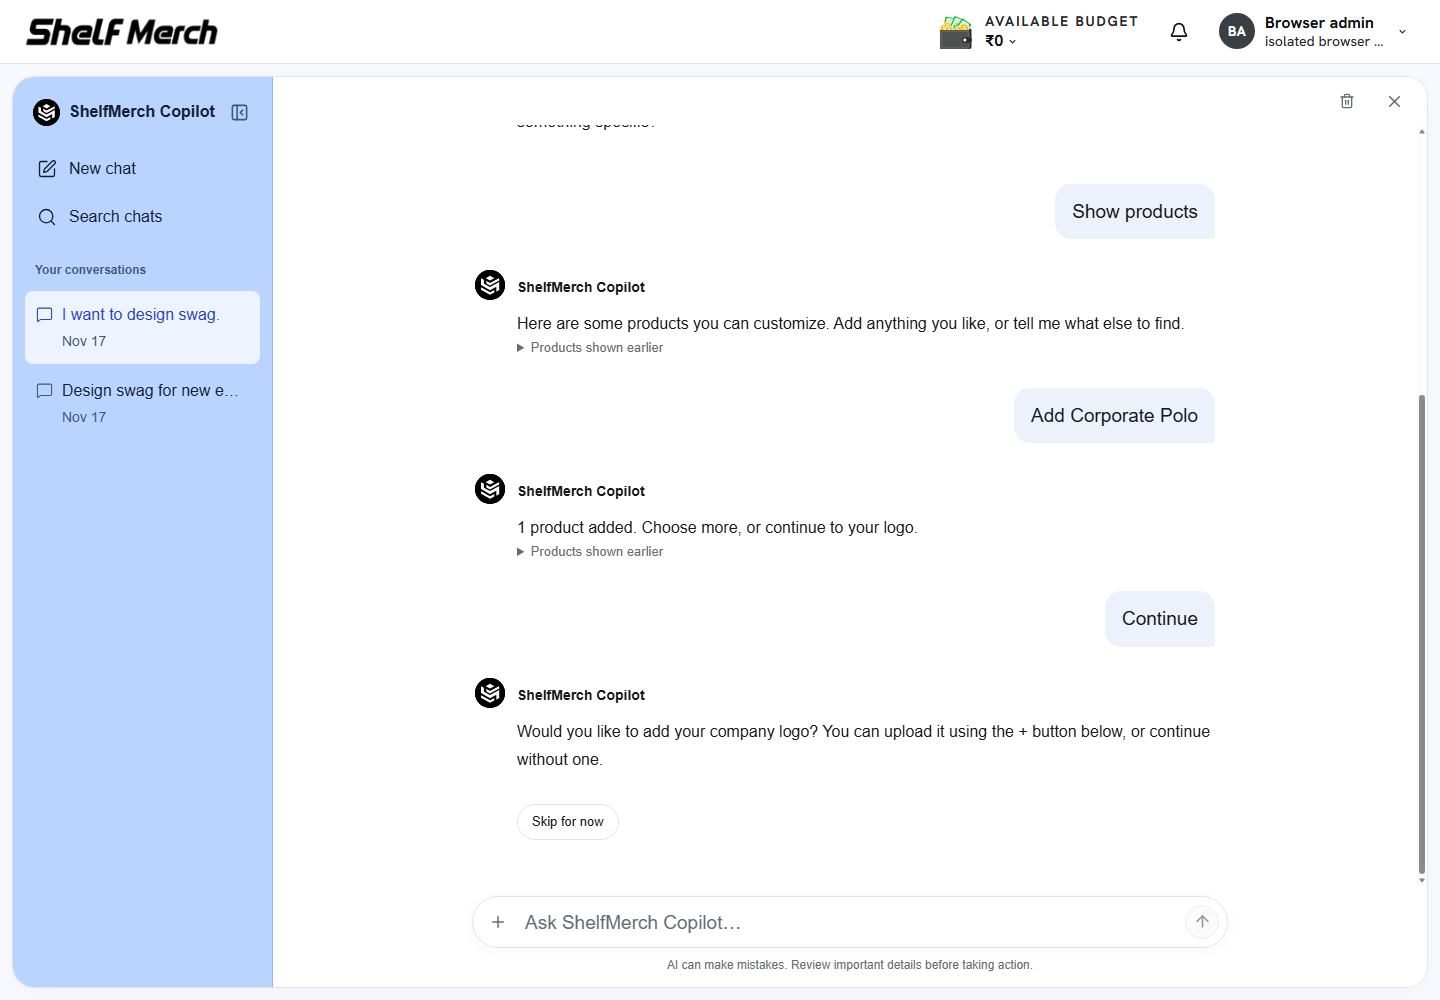 Shelf Merch
AVAILABLE BUDGET
₹0
BA
Browser admin
isolated browser ...
ShelfMerch Copilot
New chat
Search chats
Your conversations
I want to design swag.
Nov 17
Design swag for new e...
Nov 17
something specific?
Show products
ShelfMerch Copilot
Here are some products you can customize. Add anything you like, or tell me what else to find.
Products shown earlier
Add Corporate Polo
ShelfMerch Copilot
1 product added. Choose more, or continue to your logo.
Products shown earlier
Continue
ShelfMerch Copilot
Would you like to add your company logo? You can upload it using the + button below, or continue
without one.
Skip for now
Ask ShelfMerch Copilot...
AI can make mistakes. Review important details before taking action.